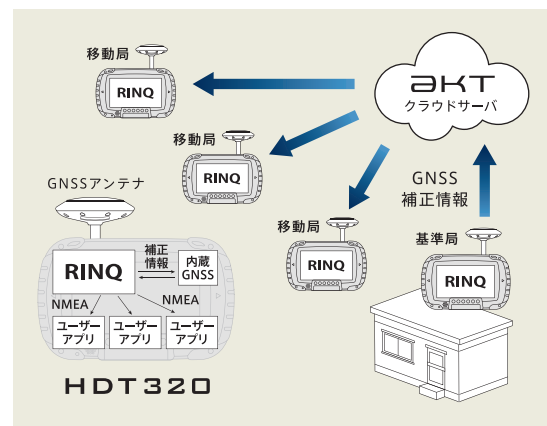 移動局
RINQ
移動局
RINQ
移動局
RINQ
AKT
クラウドサーバ
GNSS
補正情報
基準局
RINQ
GNSSアンテナ
RINQ
補正
情報
内蔵
GNSS
NMEA
NMEA
ユーザー
アプリ
ユーザー
アプリ
ユーザー
アプリ
HDT320